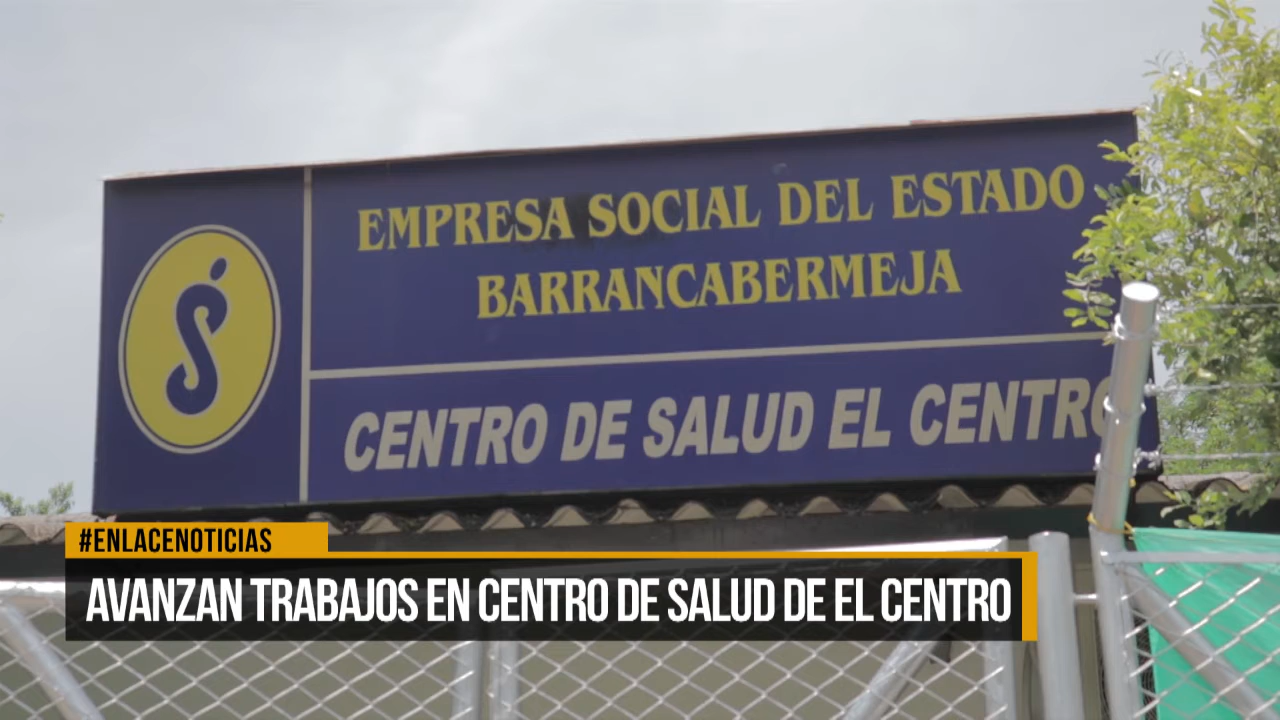 EMPRESA SOCIAL DEL ESTADO
BARRANCABERMEJA
CENTRO DE SALUD EL CENTRO
#ENLACENOTICIAS
AVANZAN TRABAJOS EN CENTRO DE SALUD DE EL CENTRO